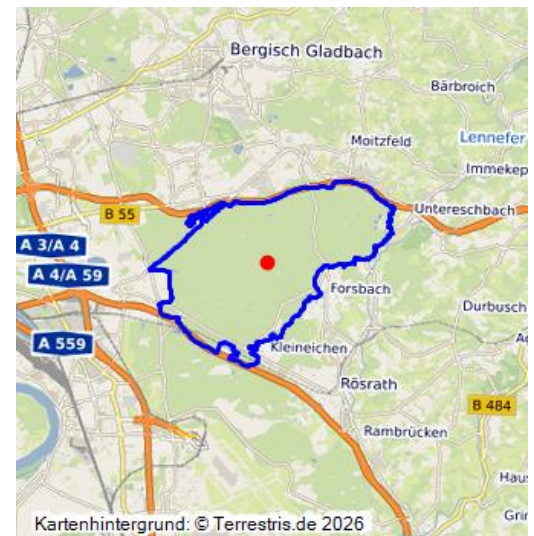 Bergisch Gladbach
Bärbroich
Moitzfeld
Lennefer
Immekep
B 55
Untereschbach
A 3/A 4
A 4/A 59
Forsbach
Durbusch
A 559
Kleineichen
Rösrath
B 484
Rambrücken
Haus
Grir
Kartenhintergrund: © Terrestris.de 2026